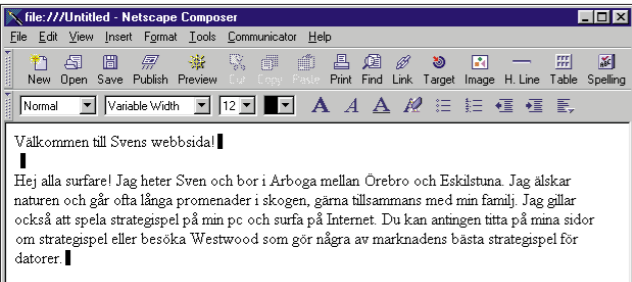 file:///Untitled - Netscape Composer
File Edit View Insert Format Tools Communicator Help
New Open Save Publish Preview Cut Copy Paste Print Find Link Target Image H. Line Table Spelling
Normal Variable Width 12 A A A
Välkommen till Svens webbsida!
Hej alla surfare! Jag heter Sven och bor i Arboga mellan Örebro och Eskilstuna. Jag älskar
naturen och går ofta långa promenader i skogen, gärna tillsammans med min familj. Jag gillar
också att spela strategispel på min pc och surfa på Internet. Du kan antingen titta på mina sidor
om strategispel eller besöka Westwood som gör några av marknadens bästa strategispel för
datorer.